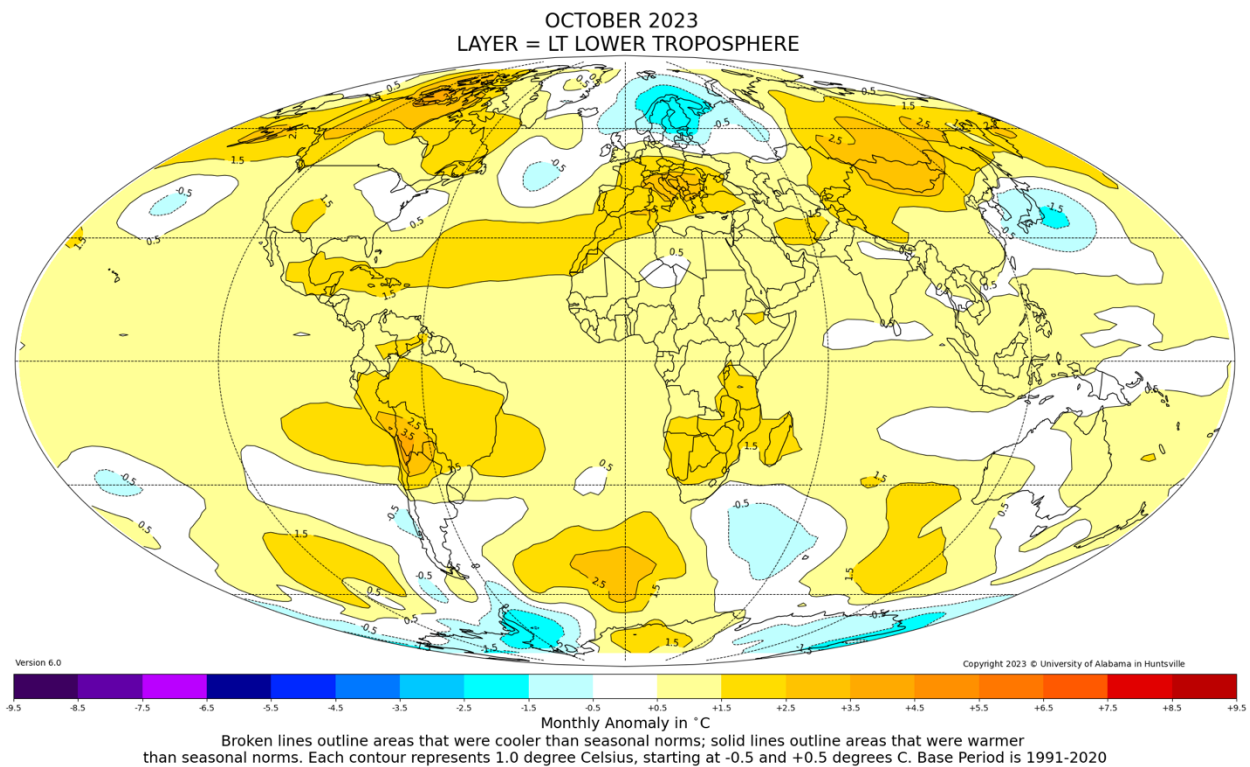 OCTOBER 2023
LAYER = LT LOWER TROPOSPHERE
Version 6.0
Copyright 2023 © University of Alabama in Huntsville
-9.5 -8.5 -7.5 -6.5 -5.5 -4.5 -3.5 -2.5 -1.5 -0.5 +0.5 +1.5 +2.5 +3.5 +4.5 +5.5 +6.5 +7.5 +8.5 +9.5
Monthly Anomaly in °C
Broken lines outline areas that were cooler than seasonal norms; solid lines outline areas that were warmer
than seasonal norms. Each contour represents 1.0 degree Celsius, starting at -0.5 and +0.5 degrees C. Base Period is 1991-2020